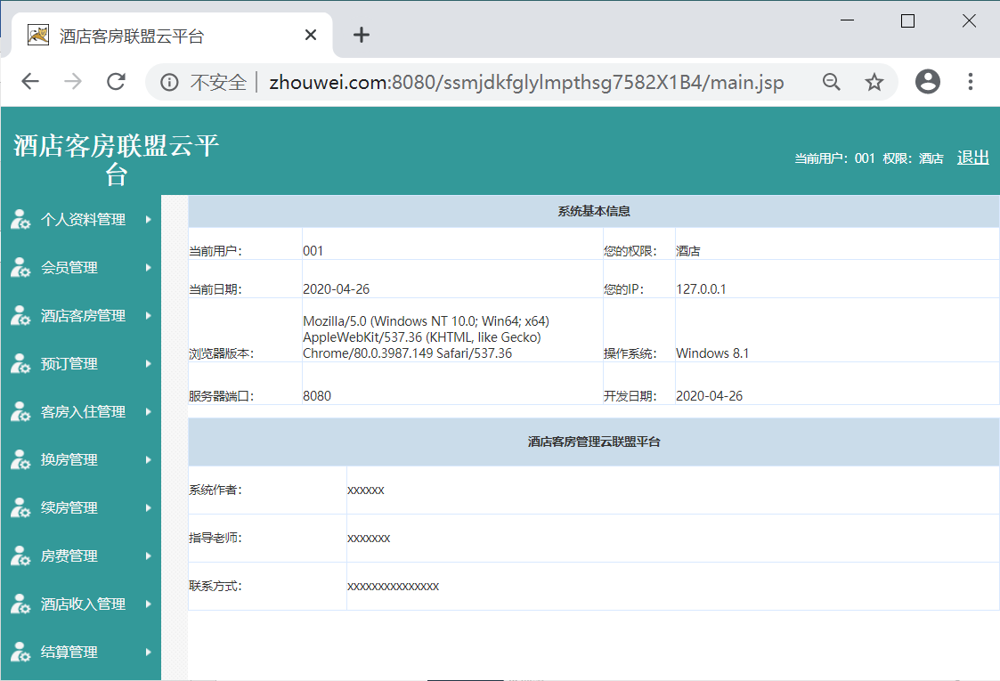 酒店客房联盟云平台
不安全 zhouwei.com:8080/ssmjdkfglylmpthsg7582X1B4/main.jsp
酒店客房联盟云平
台
当前用户：001 权限：酒店 退出
个人资料管理
会员管理
酒店客房管理
预订管理
客房入住管理
换房管理
续房管理
房费管理
酒店收入管理
结算管理
系统基本信息
当前用户： 001 您的权限： 酒店
当前日期： 2020-04-26 您的IP： 127.0.0.1
Mozilla/5.0 (Windows NT 10.0; Win64; x64)
AppleWebKit/537.36 (KHTML, like Gecko)
浏览器版本： Chrome/80.0.3987.149 Safari/537.36 操作系统： Windows 8.1
服务器端口： 8080 开发日期： 2020-04-26
酒店客房管理云联盟平台
系统作者： xxxxxx
指导老师： xxxxxxx
联系方式： xxxxxxxxxxxxxxx